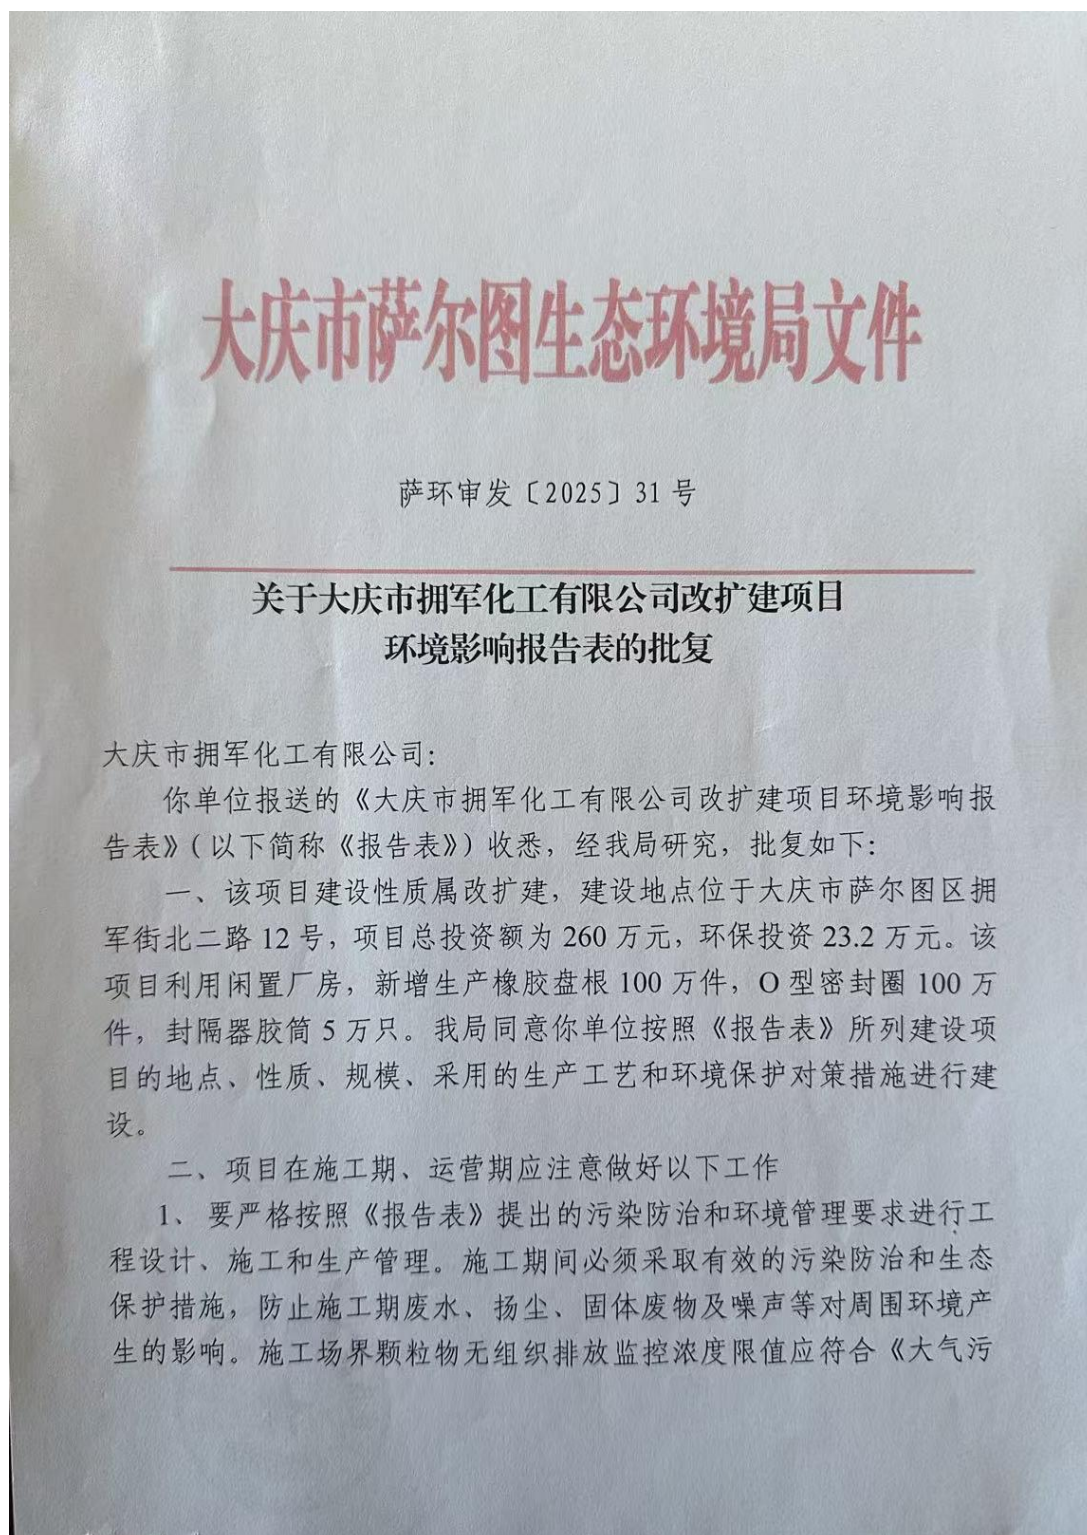 大庆市萨尔图生态环境局文件
萨环审发〔2025〕31号
关于大庆市拥军化工有限公司改扩建项目
环境影响报告表的批复
大庆市拥军化工有限公司：
你单位报送的《大庆市拥军化工有限公司改扩建项目环境影响报
告表》（以下简称《报告表》）收悉，经我局研究，批复如下：
一、该项目建设性质属改扩建，建设地点位于大庆市萨尔图区拥
军街北二路 12 号，项目总投资额为 260 万元，环保投资 23.2 万元。该
项目利用闲置厂房，新增生产橡胶盘根 100 万件，O 型密封圈 100 万
件，封隔器胶筒 5 万只。我局同意你单位按照《报告表》所列建设项
目的地点、性质、规模、采用的生产工艺和环境保护对策措施进行建
设。
二、项目在施工期、运营期应注意做好以下工作
1、要严格按照《报告表》提出的污染防治和环境管理要求进行工
程设计、施工和生产管理。施工期间必须采取有效的污染防治和生态
保护措施，防止施工期废水、扬尘、固体废物及噪声等对周围环境产
生的影响。施工场界颗粒物无组织排放监控浓度限值应符合《大气污